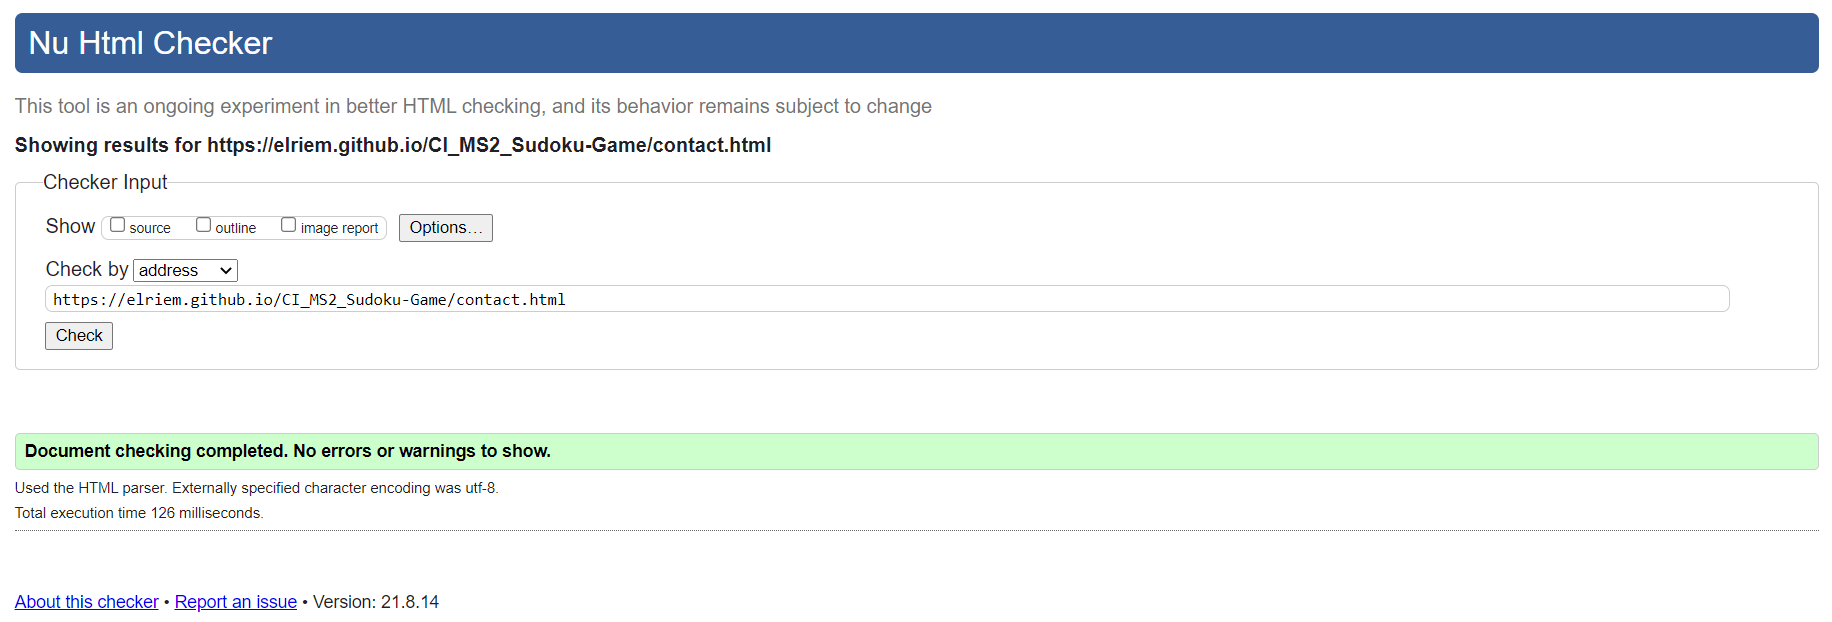 Nu Html Checker
This tool is an ongoing experiment in better HTML checking, and its behavior remains subject to change
Showing results for https://elriem.github.io/CI_MS2_Sudoku-Game/contact.html
Checker Input
Show source outline image report Options…
Check by address
https://elriem.github.io/CI_MS2_Sudoku-Game/contact.html
Check
Document checking completed. No errors or warnings to show.
Used the HTML parser. Externally specified character encoding was utf-8.
Total execution time 126 milliseconds.
About this checker • Report an issue • Version: 21.8.14